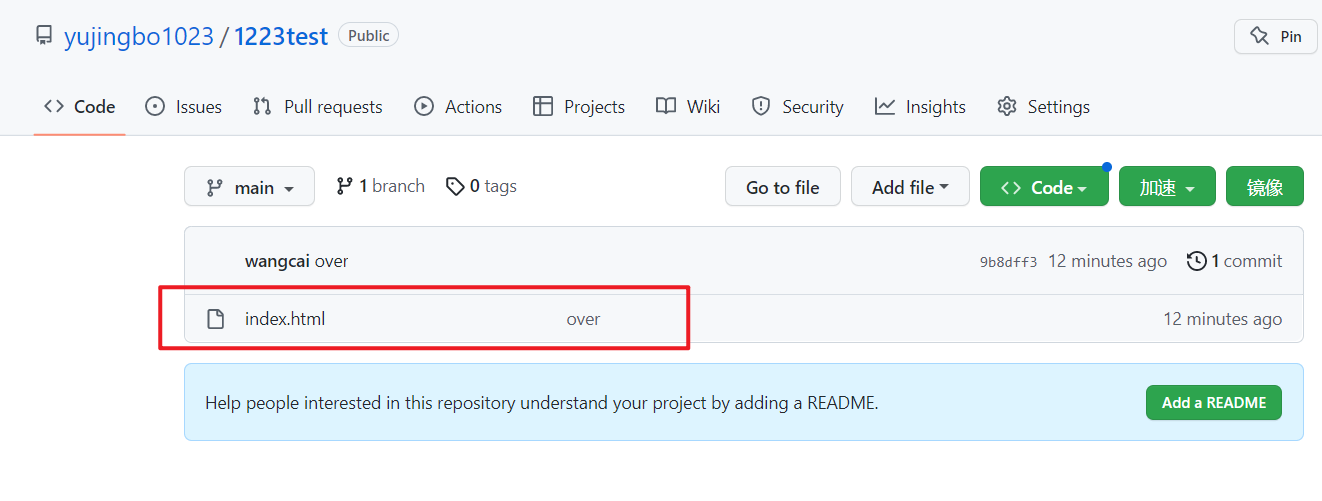 yujingbo1023 / 1223test Public Pin
Code Issues Pull requests Actions Projects Wiki Security Insights Settings
main 1 branch 0 tags Go to file Add file Code 加速 镜像
wangcai over 9b8dff3 12 minutes ago 1 commit
index.html over 12 minutes ago
Help people interested in this repository understand your project by adding a README. Add a README